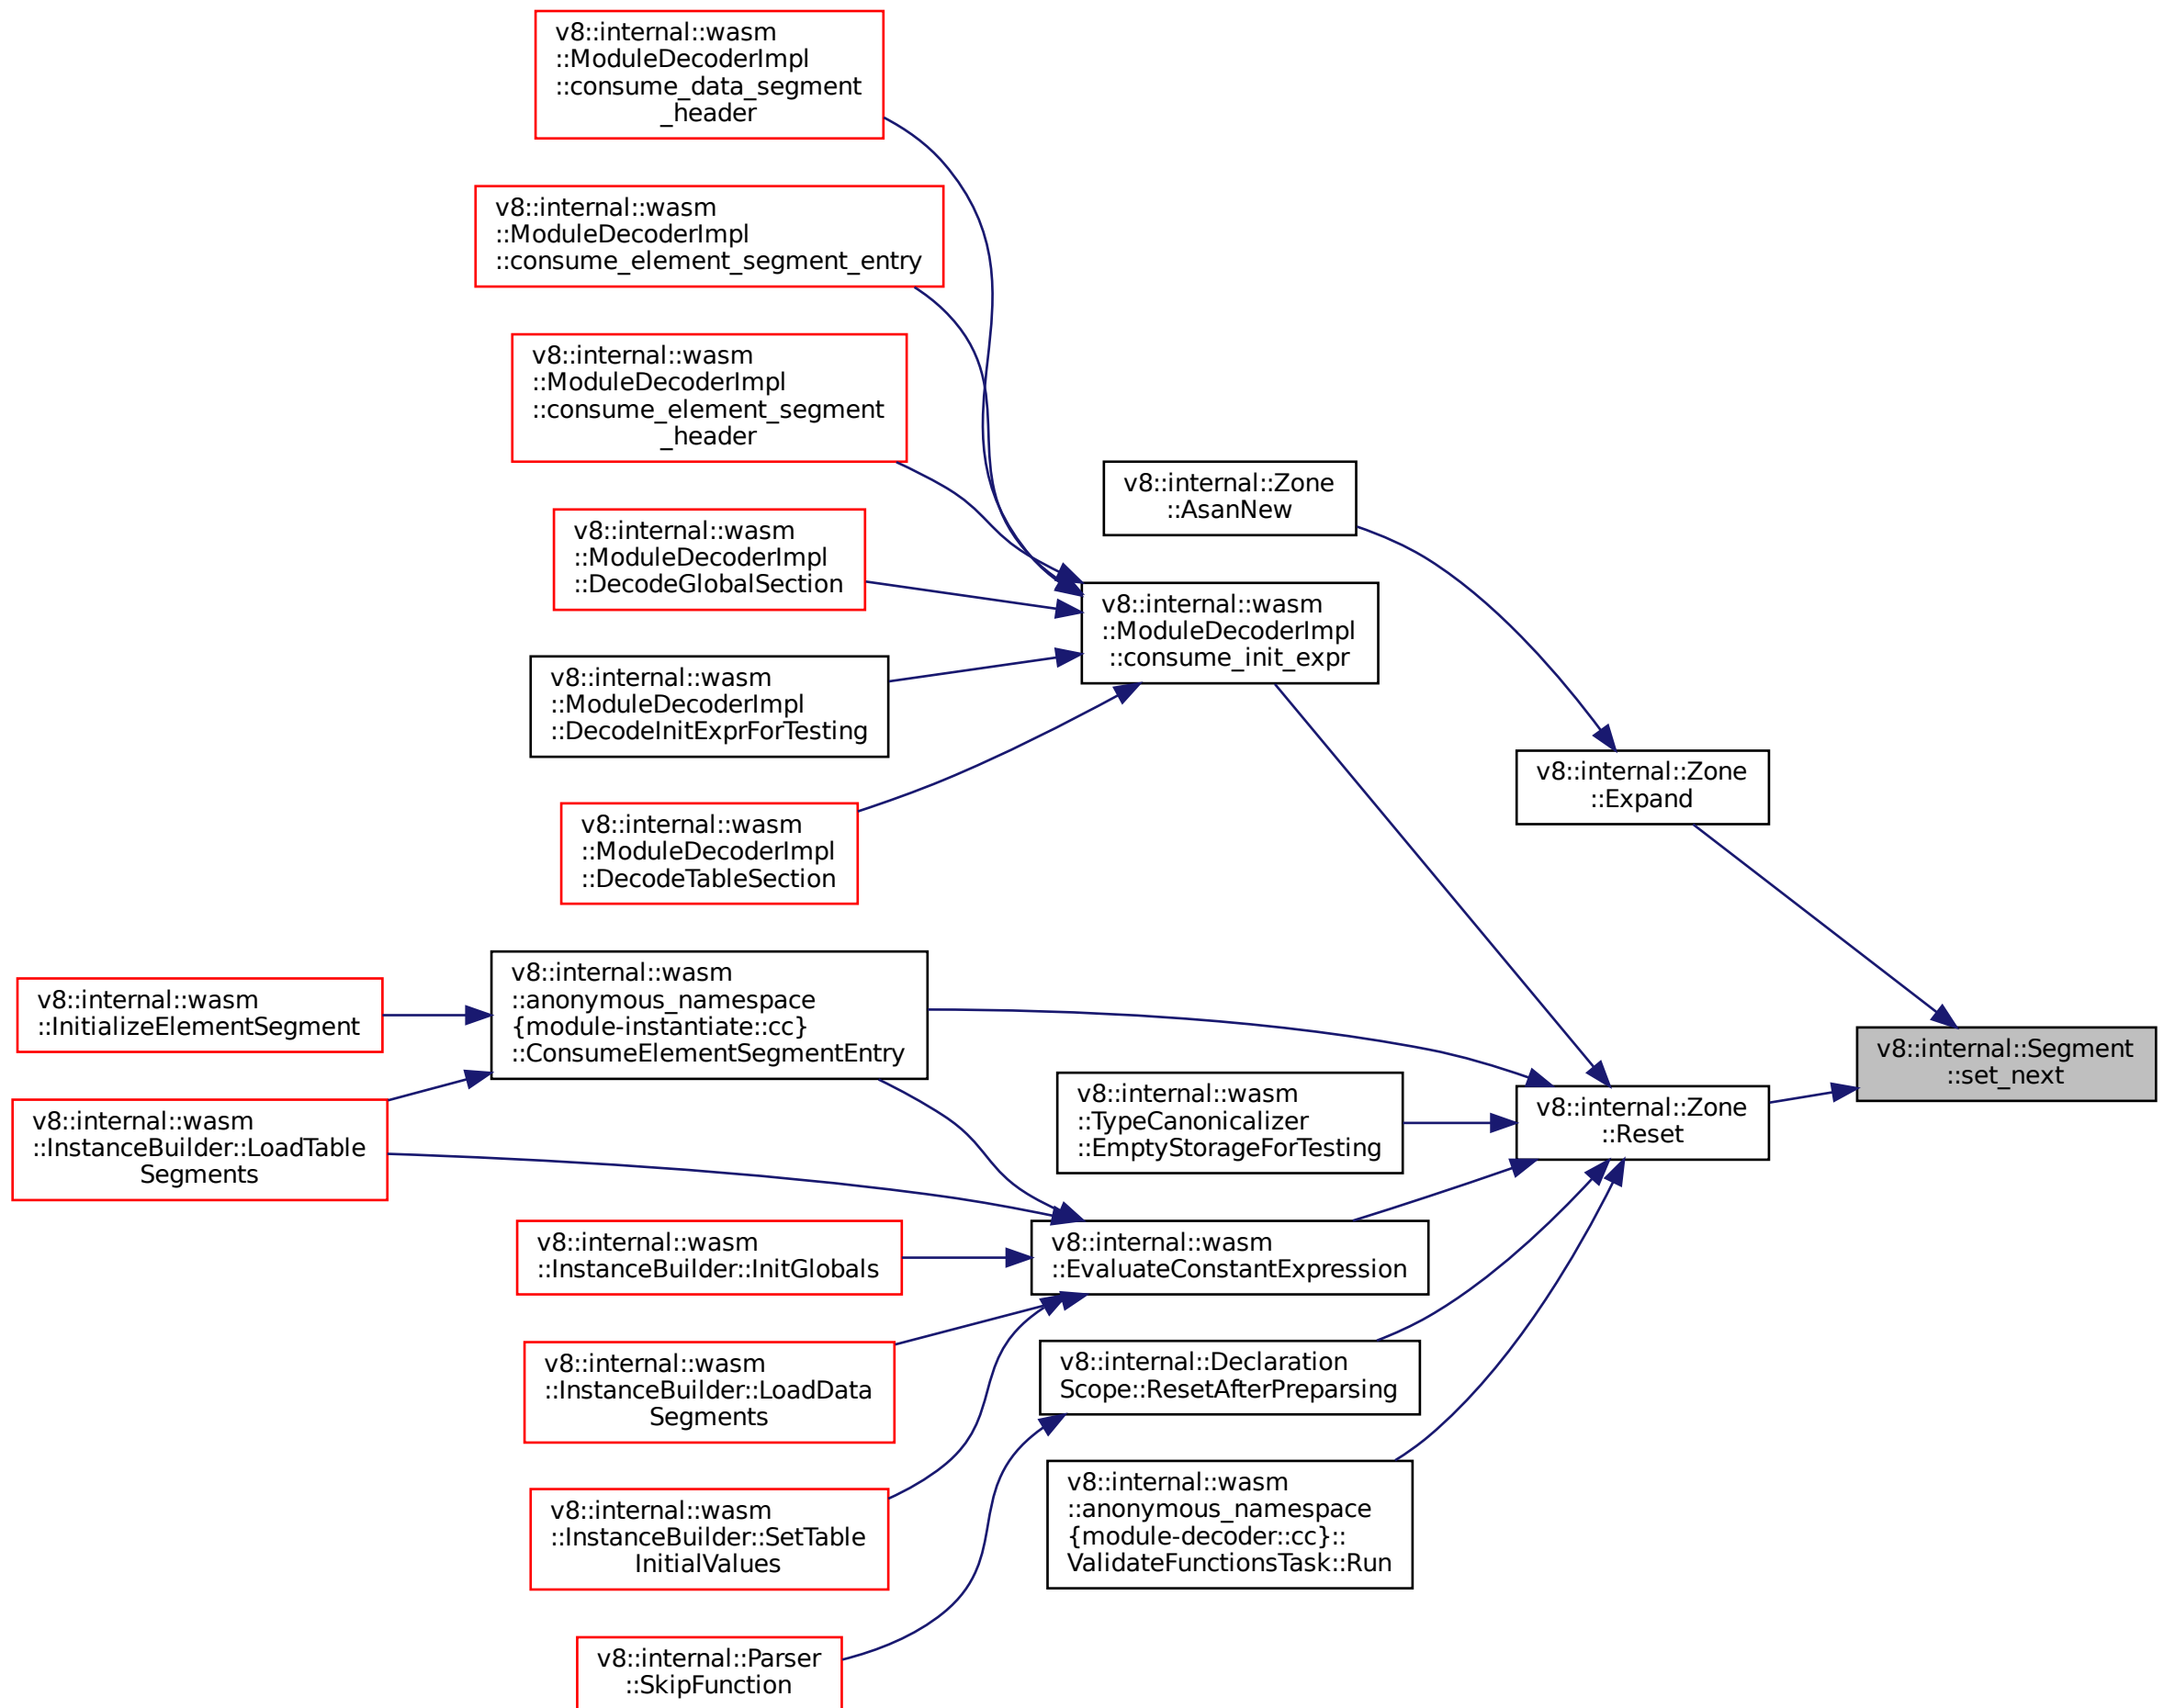 v8::internal::wasm
::ModuleDecoderImpl
::consume_data_segment
_header
v8::internal::wasm
::ModuleDecoderImpl
::consume_element_segment_entry
v8::internal::wasm
::ModuleDecoderImpl
::consume_element_segment
_header
v8::internal::Zone
::AsanNew
v8::internal::wasm
::ModuleDecoderImpl
::DecodeGlobalSection
v8::internal::wasm
::ModuleDecoderImpl
::consume_init_expr
v8::internal::wasm
::ModuleDecoderImpl
::DecodeInitExprForTesting
v8::internal::Zone
::Expand
v8::internal::wasm
::ModuleDecoderImpl
::DecodeTableSection
v8::internal::wasm
::anonymous_namespace
{module-instantiate::cc}
::ConsumeElementSegmentEntry
v8::internal::wasm
::InitializeElementSegment
v8::internal::Segment
::set_next
v8::internal::wasm
::TypeCanonicalizer
::EmptyStorageForTesting
v8::internal::Zone
::Reset
v8::internal::wasm
::InstanceBuilder::LoadTable
Segments
v8::internal::wasm
::InstanceBuilder::InitGlobals
v8::internal::wasm
::EvaluateConstantExpression
v8::internal::wasm
::InstanceBuilder::LoadData
Segments
v8::internal::Declaration
Scope::ResetAfterPreparsing
v8::internal::wasm
::anonymous_namespace
{module-decoder::cc}::
ValidateFunctionsTask::Run
v8::internal::wasm
::InstanceBuilder::SetTable
InitialValues
v8::internal::Parser
::SkipFunction